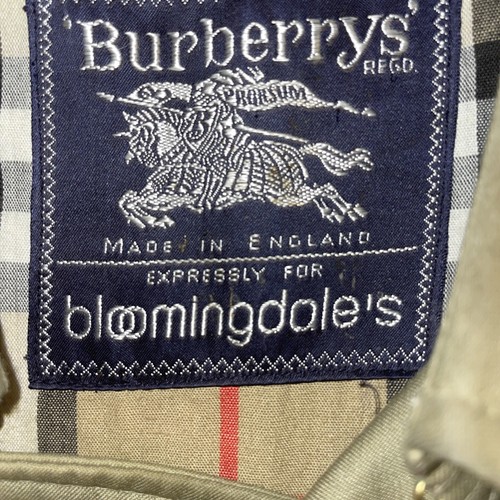 'Burberrys'
REGD.
PRORSUM
MADE IN ENGLAND
EXPRESSLY FOR
bloomingdale's